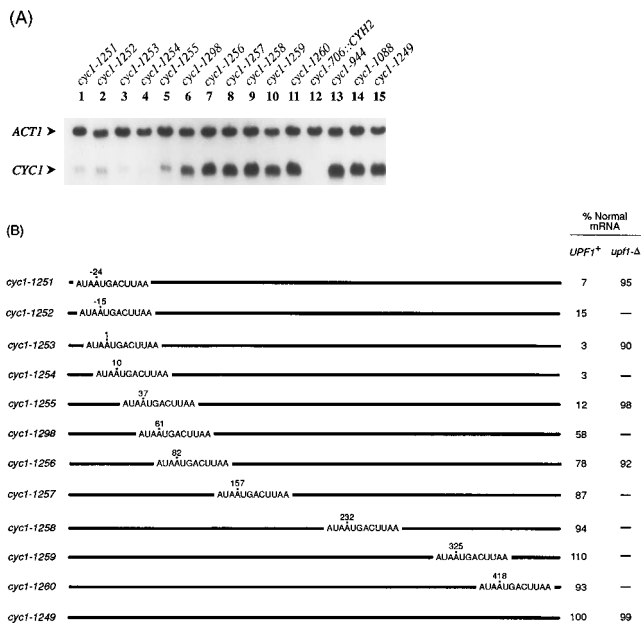 (A)
cyc1-1251 cyc1-1252 cyc1-1253 cyc1-1254 cyc1-1255 cyc1-1298 cyc1-1256 cyc1-1257 cyc1-1258 cyc1-1259 cyc1-1260 cyc1-706::CYH2 cyc1-944 cyc1-1088 cyc1-1249
1 2 3 4 5 6 7 8 9 10 11 12 13 14 15
ACT1
CYC1
(B)
% Normal
mRNA
UPF1+ upf1-Δ
-24
cyc1-1251 AUAAUGACUUAA 7 95
-15
cyc1-1252 AUAAUGACUUAA 15 —
1
cyc1-1253 AUAAUGACUUAA 3 90
10
cyc1-1254 AUAAUGACUUAA 3 —
37
cyc1-1255 AUAAUGACUUAA 12 98
61
cyc1-1298 AUAAUGACUUAA 58 —
82
cyc1-1256 AUAAUGACUUAA 78 92
157
cyc1-1257 AUAAUGACUUAA 87 —
232
cyc1-1258 AUAAUGACUUAA 94 —
325
cyc1-1259 AUAAUGACUUAA 110 —
418
cyc1-1260 AUAAUGACUUAA 93 —
cyc1-1249 100 99